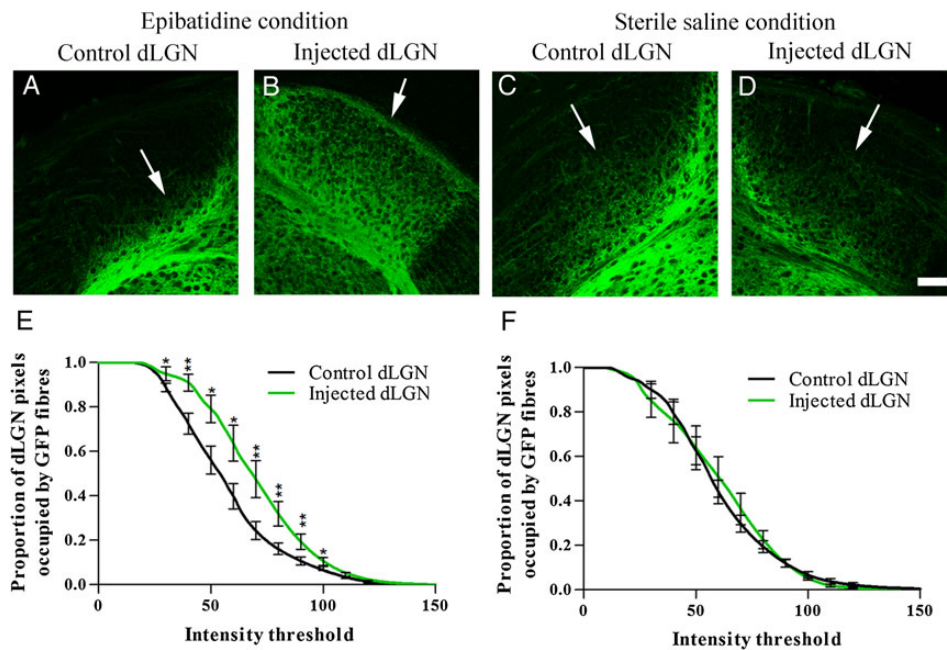 Epibatidine condition
Sterile saline condition
Control dLGN
Injected dLGN
Control dLGN
Injected dLGN
A
B
C
D
E
F
Proportion of dLGN pixels
occupied by GFP fibres
1.0
0.8
0.6
0.4
0.2
0.0
* ** * * ** ** ** *
Control dLGN
Injected dLGN
0 50 100 150
Intensity threshold
Proportion of dLGN pixels
occupied by GFP fibres
1.0
0.8
0.6
0.4
0.2
0.0
Control dLGN
Injected dLGN
0 50 100 150
Intensity threshold